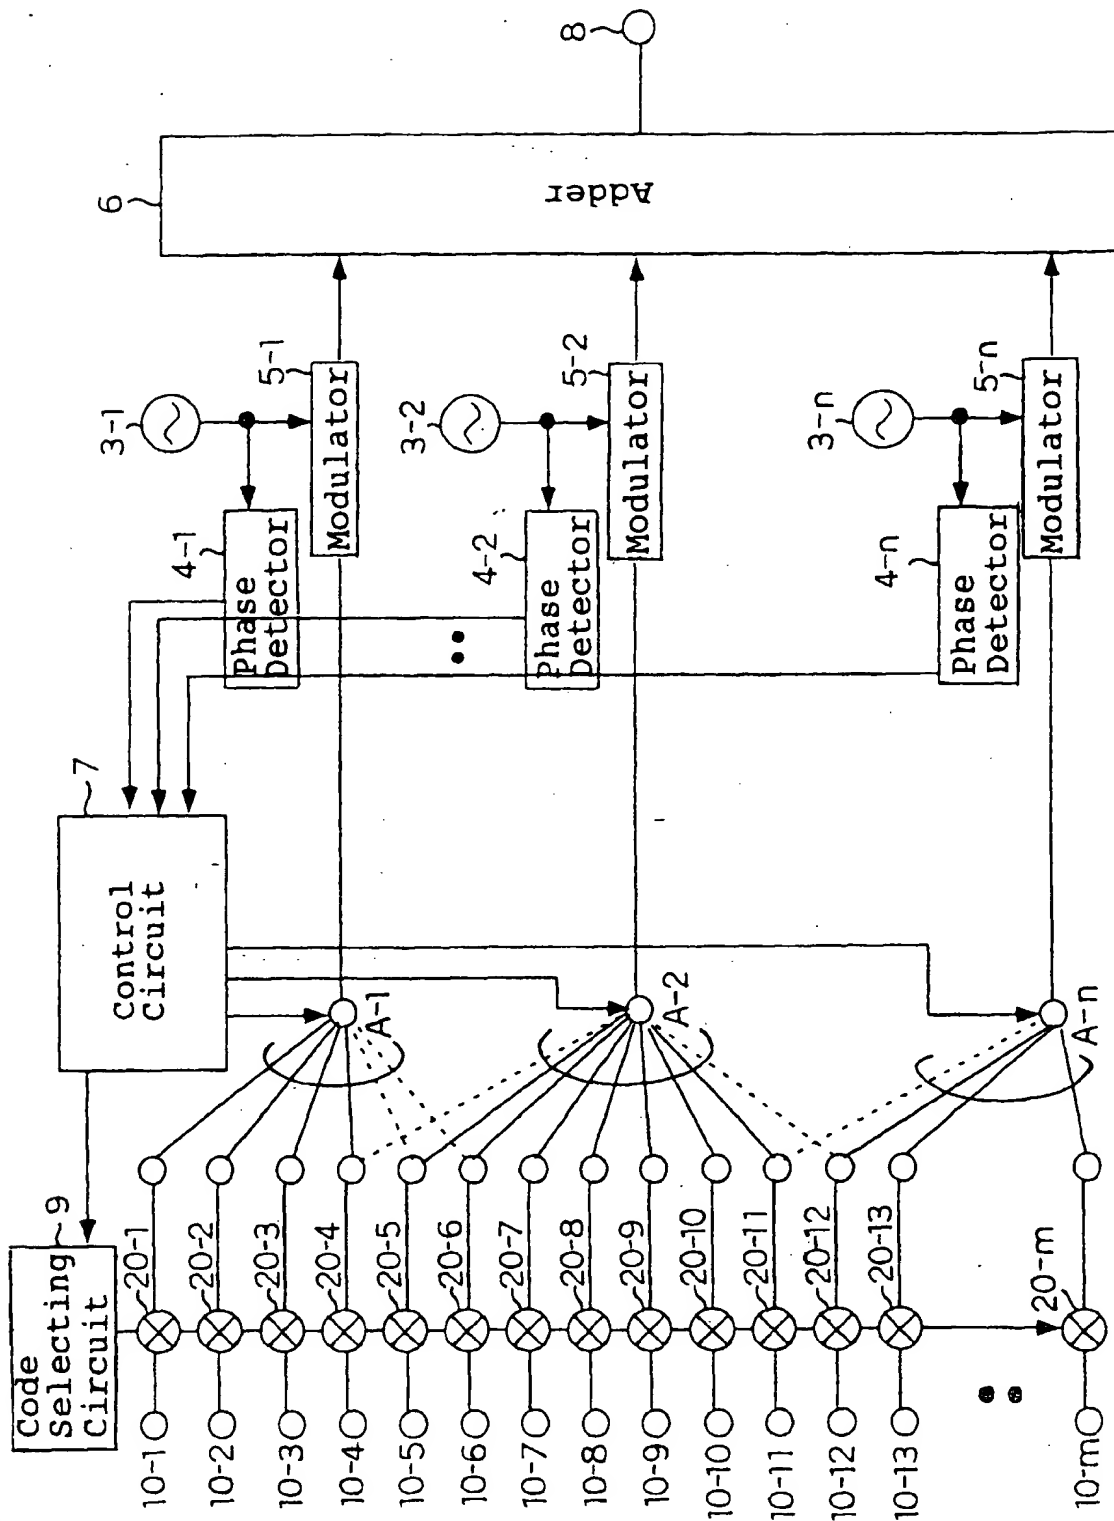 Code
Selecting
Circuit
9
Control
Circuit
7
10-1
10-2
10-3
10-4
10-5
10-6
10-7
10-8
10-9
10-10
10-11
10-12
10-13
10-m
20-1
20-2
20-3
20-4
20-5
20-6
20-7
20-8
20-9
20-10
20-11
20-12
20-13
20-m
A-1
A-2
A-n
Phase
Detector
4-1
Phase
Detector
4-2
Phase
Detector
4-n
3-1
3-2
3-n
Modulator
5-1
Modulator
5-2
Modulator
5-n
Adder
6
8